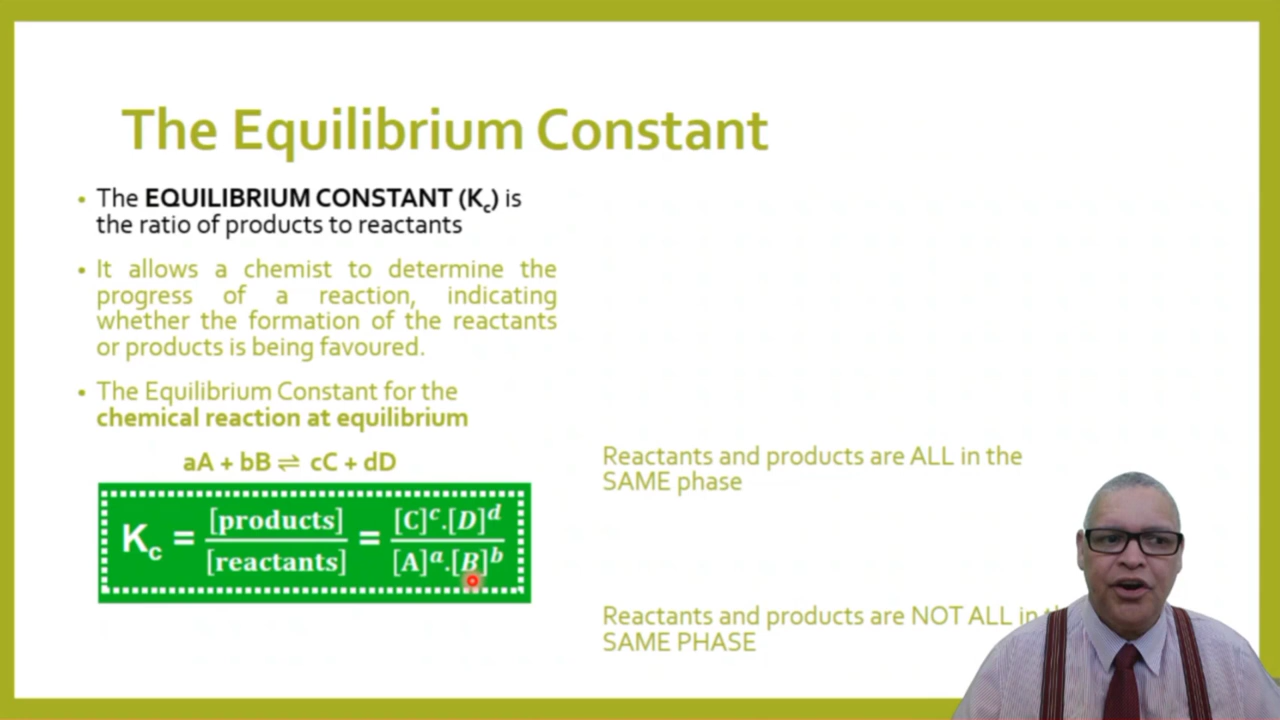 The Equilibrium Constant
• The EQUILIBRIUM CONSTANT (Kc) is
the ratio of products to reactants
• It allows a chemist to determine the
progress of a reaction, indicating
whether the formation of the reactants
or products is being favoured.
• The Equilibrium Constant for the
chemical reaction at equilibrium
aA + bB ⇌ cC + dD
Kc = [products] / [reactants] = [C]^c.[D]^d / [A]^a.[B]^b
Reactants and products are ALL in the
SAME phase
Reactants and products are NOT ALL in
SAME PHASE